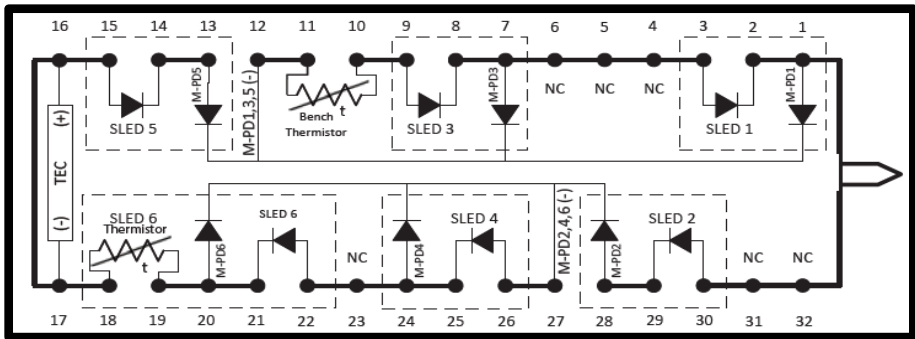 16 15 14 13 12 11 10 9 8 7 6 5 4 3 2 1
M-PD5
M-PD1,3,5 (-)
M-PD3
M-PD1
NC NC NC
t
SLED 5
Bench
Thermistor
SLED 3
SLED 1
(+)
TEC
(-)
SLED 6
Thermistor
t
M-PD6
SLED 6
NC
M-PD4
SLED 4
M-PD2,4,6 (-)
M-PD2
SLED 2
NC NC
17 18 19 20 21 22 23 24 25 26 27 28 29 30 31 32